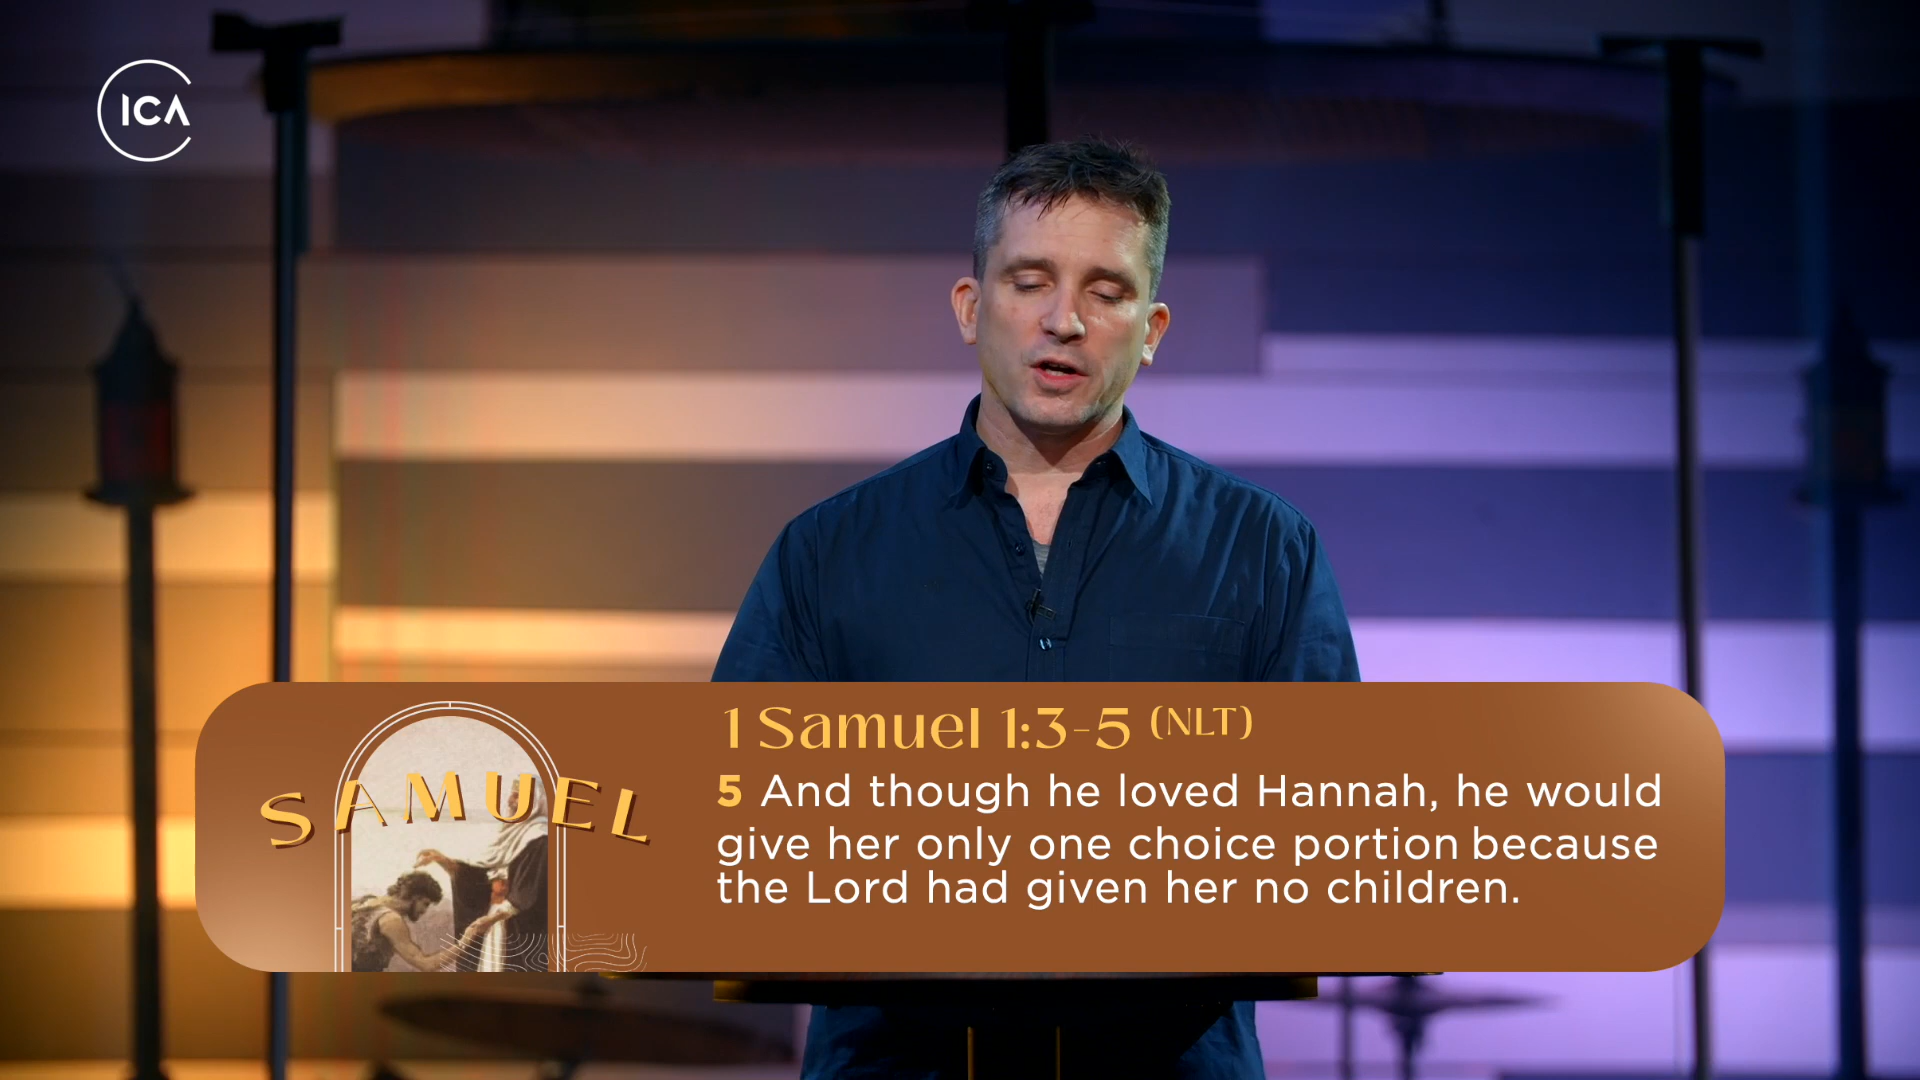 ICA
1 Samuel 1:3-5 (NLT)
SAMUEL
5 And though he loved Hannah, he would
give her only one choice portion because
the Lord had given her no children.